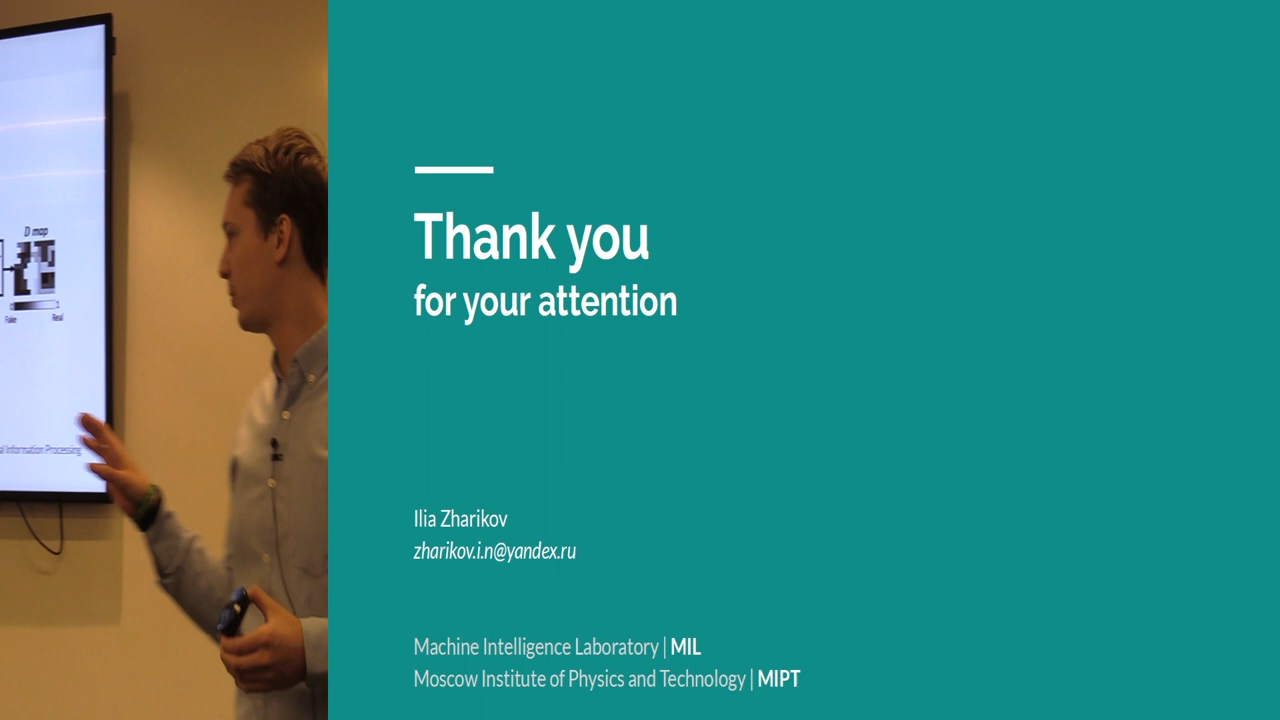 D map
Fake Real
al Information Processing
Thank you
for your attention
Ilia Zharikov
zharikov.i.n@yandex.ru
Machine Intelligence Laboratory | MIL
Moscow Institute of Physics and Technology | MIPT